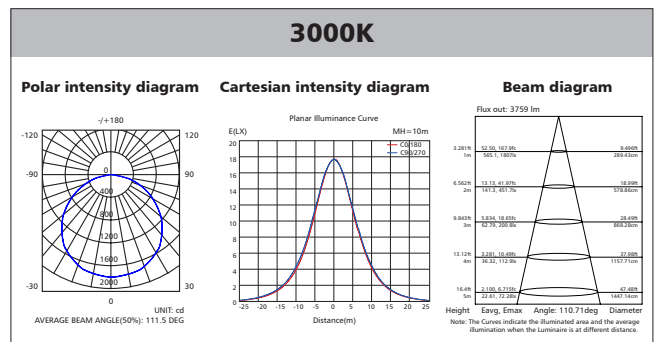 3000K
Polar intensity diagram
-/+180
-120
120
-90
90
0
400
800
1200
1600
2000
-30
30
0
UNIT: cd
AVERAGE BEAM ANGLE(50%): 111.5 DEG
Cartesian intensity diagram
Planar Illuminance Curve
E(LX)
MH=10m
C0/180
C90/270
20
18
16
14
12
10
8
6
4
2
0
-25 -20 -15 -10 -5 0 5 10 15 20 25
Distance(m)
Beam diagram
Flux out: 3759 lm
3.281ft 52.50, 167.9fc 9.496ft
1m 565.1, 1807lx 289.43cm
6.562ft 13.13, 41.97fc 18.99ft
2m 141.3, 451.7lx 578.86cm
9.843ft 5.834, 18.65fc 28.49ft
3m 62.79, 200.8lx 868.28cm
13.12ft 3.281, 10.49fc 37.98ft
4m 36.32, 112.9lx 1157.71cm
16.4ft 2.100, 6.715fc 47.48ft
5m 22.61, 72.28lx 1447.14cm
Height Eavg, Emax Angle: 110.71deg Diameter
Note: The Curves indicate the illuminated area and the average
illumination when the Luminaire is at different distance.